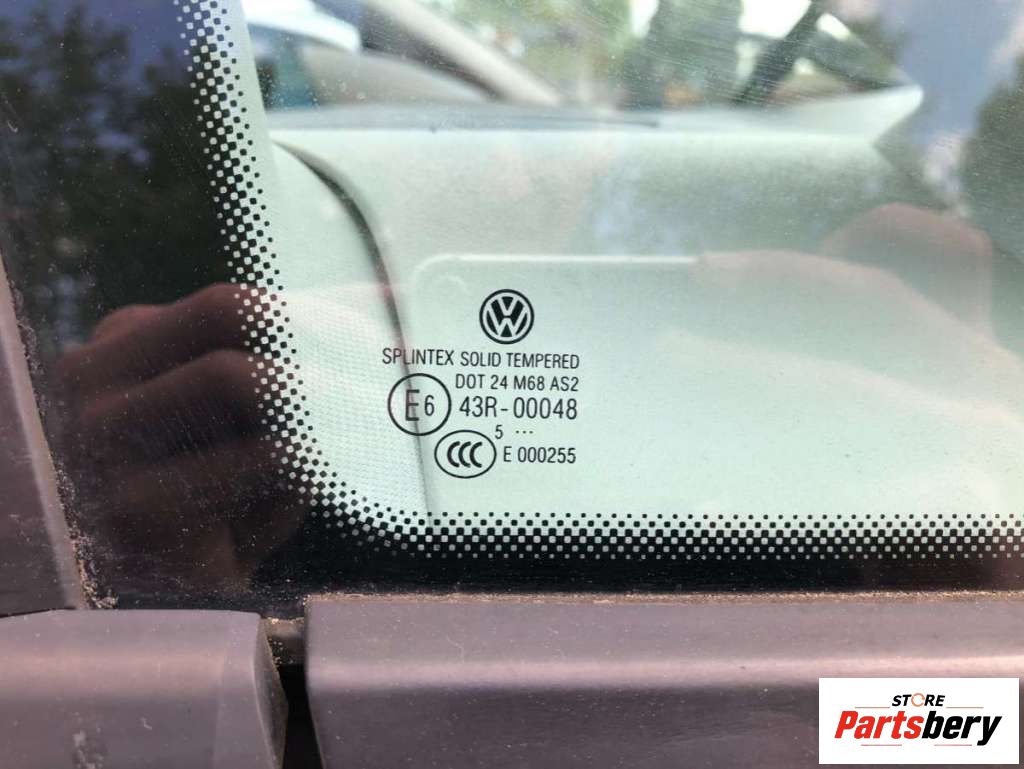 SPLINTEX SOLID TEMPERED
DOT 24 M68 AS2
E6 43R-00048
5 ...
CCC E 000255
STORE
Partsbery